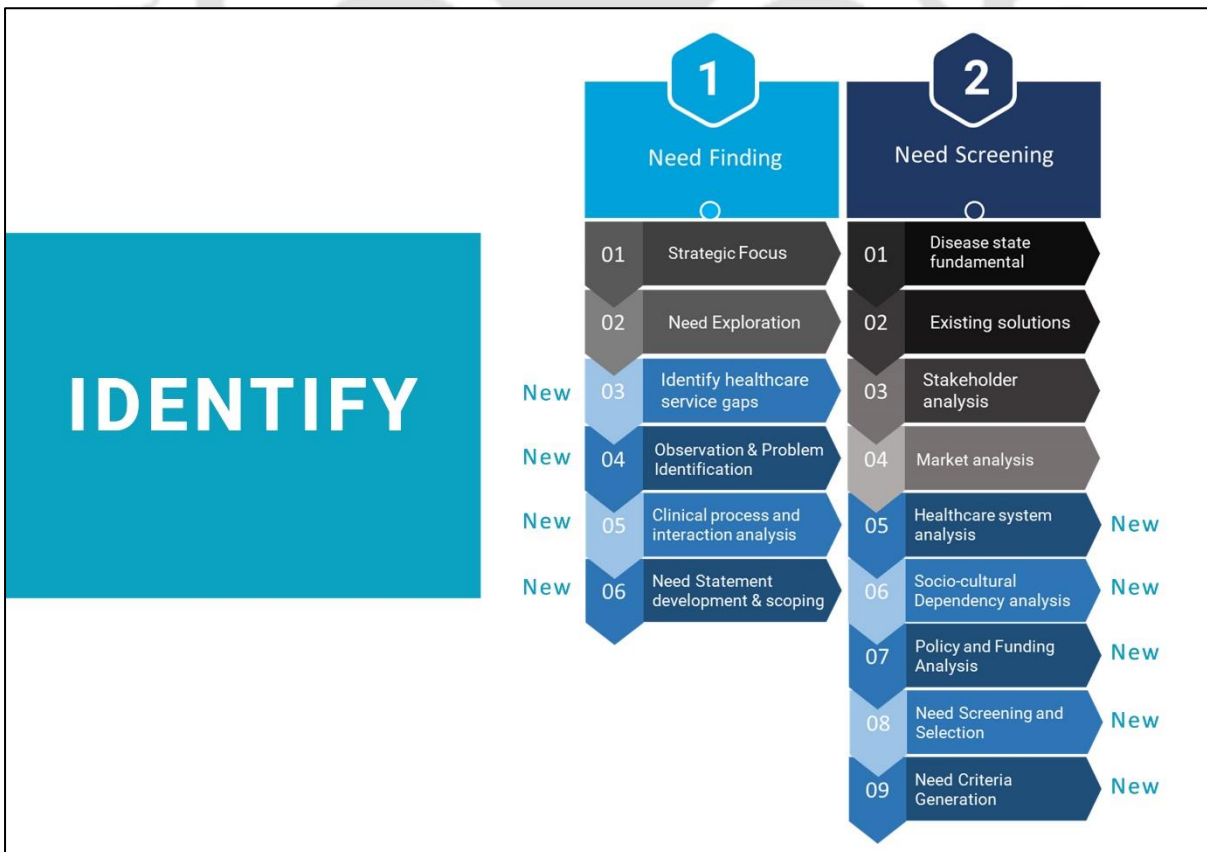 IDENTIFY
1
Need Finding
01
Strategic Focus
02
Need Exploration
New
03
Identify healthcare
service gaps
New
04
Observation & Problem
Identification
New
05
Clinical process and
interaction analysis
New
06
Need Statement
development & scoping
2
Need Screening
01
Disease state
fundamental
02
Existing solutions
03
Stakeholder
analysis
04
Market analysis
05
Healthcare system
analysis
New
06
Socio-cultural
Dependency analysis
New
07
Policy and Funding
Analysis
New
08
Need Screening and
Selection
New
09
Need Criteria
Generation
New